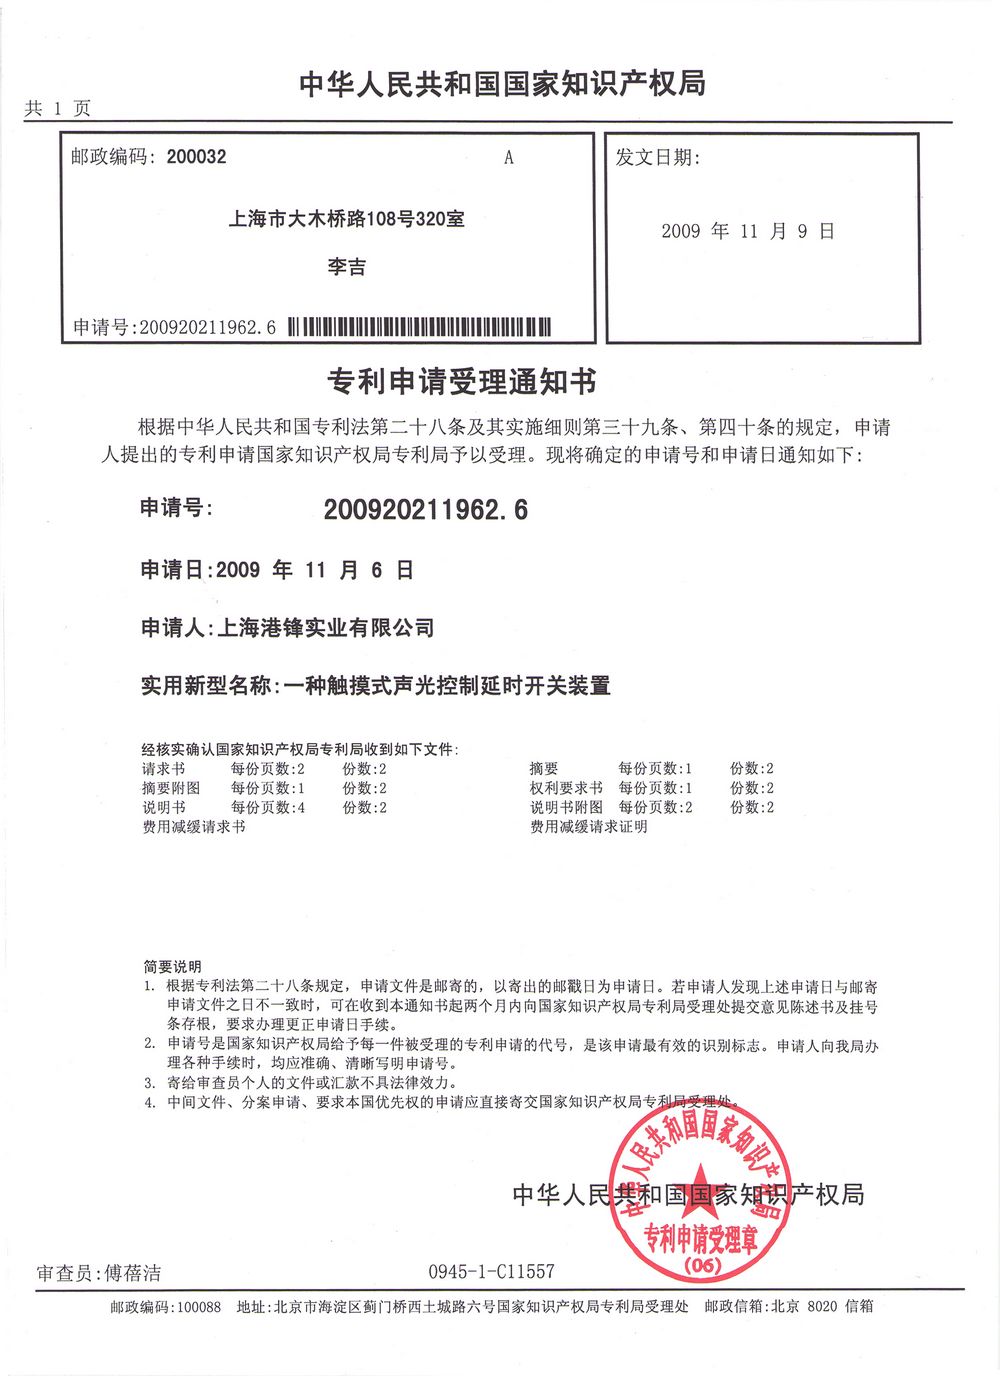 中华人民共和国国家知识产权局
共 1 页
邮政编码: 200032 A
上海市大木桥路108号320室
李吉
申请号:200920211962.6
发文日期:
2009 年 11 月 9 日
专利申请受理通知书
根据中华人民共和国专利法第二十八条及其实施细则第三十九条、第四十条的规定,申请
人提出的专利申请国家知识产权局专利局予以受理。现将确定的申请号和申请日通知如下:
申请号: 200920211962.6
申请日:2009 年 11 月 6 日
申请人:上海港锋实业有限公司
实用新型名称:一种触摸式声光控制延时开关装置
经核实确认国家知识产权局专利局收到如下文件:
请求书 每份页数:2 份数:2 摘要 每份页数:1 份数:2
摘要附图 每份页数:1 份数:2 权利要求书 每份页数:1 份数:2
说明书 每份页数:4 份数:2 说明书附图 每份页数:2 份数:2
费用减缓请求书 费用减缓请求证明
简要说明
1. 根据专利法第二十八条规定,申请文件是邮寄的,以寄出的邮戳日为申请日。若申请人发现上述申请日与邮寄
申请文件之日不一致时,可在收到本通知书起两个月内向国家知识产权局专利局受理处提交意见陈述书及挂号
条存根,要求办理更正申请日手续。
2. 申请号是国家知识产权局给予每一件被受理的专利申请的代号,是该申请最有效的识别标志。申请人向我局办
理各种手续时,均应准确、清晰写明申请号。
3. 寄给审查员个人的文件或汇款不具法律效力。
4. 中间文件、分案申请、要求本国优先权的申请应直接寄交国家知识产权局专利局受理处。
中华人民共和国国家知识产权局
中华人民共和国国家知识产权局
专利申请受理章
(06)
审查员:傅蓓洁 0945-1-C11557
邮政编码:100088 地址:北京市海淀区蓟门桥西土城路六号国家知识产权局专利局受理处 邮政信箱:北京 8020 信箱